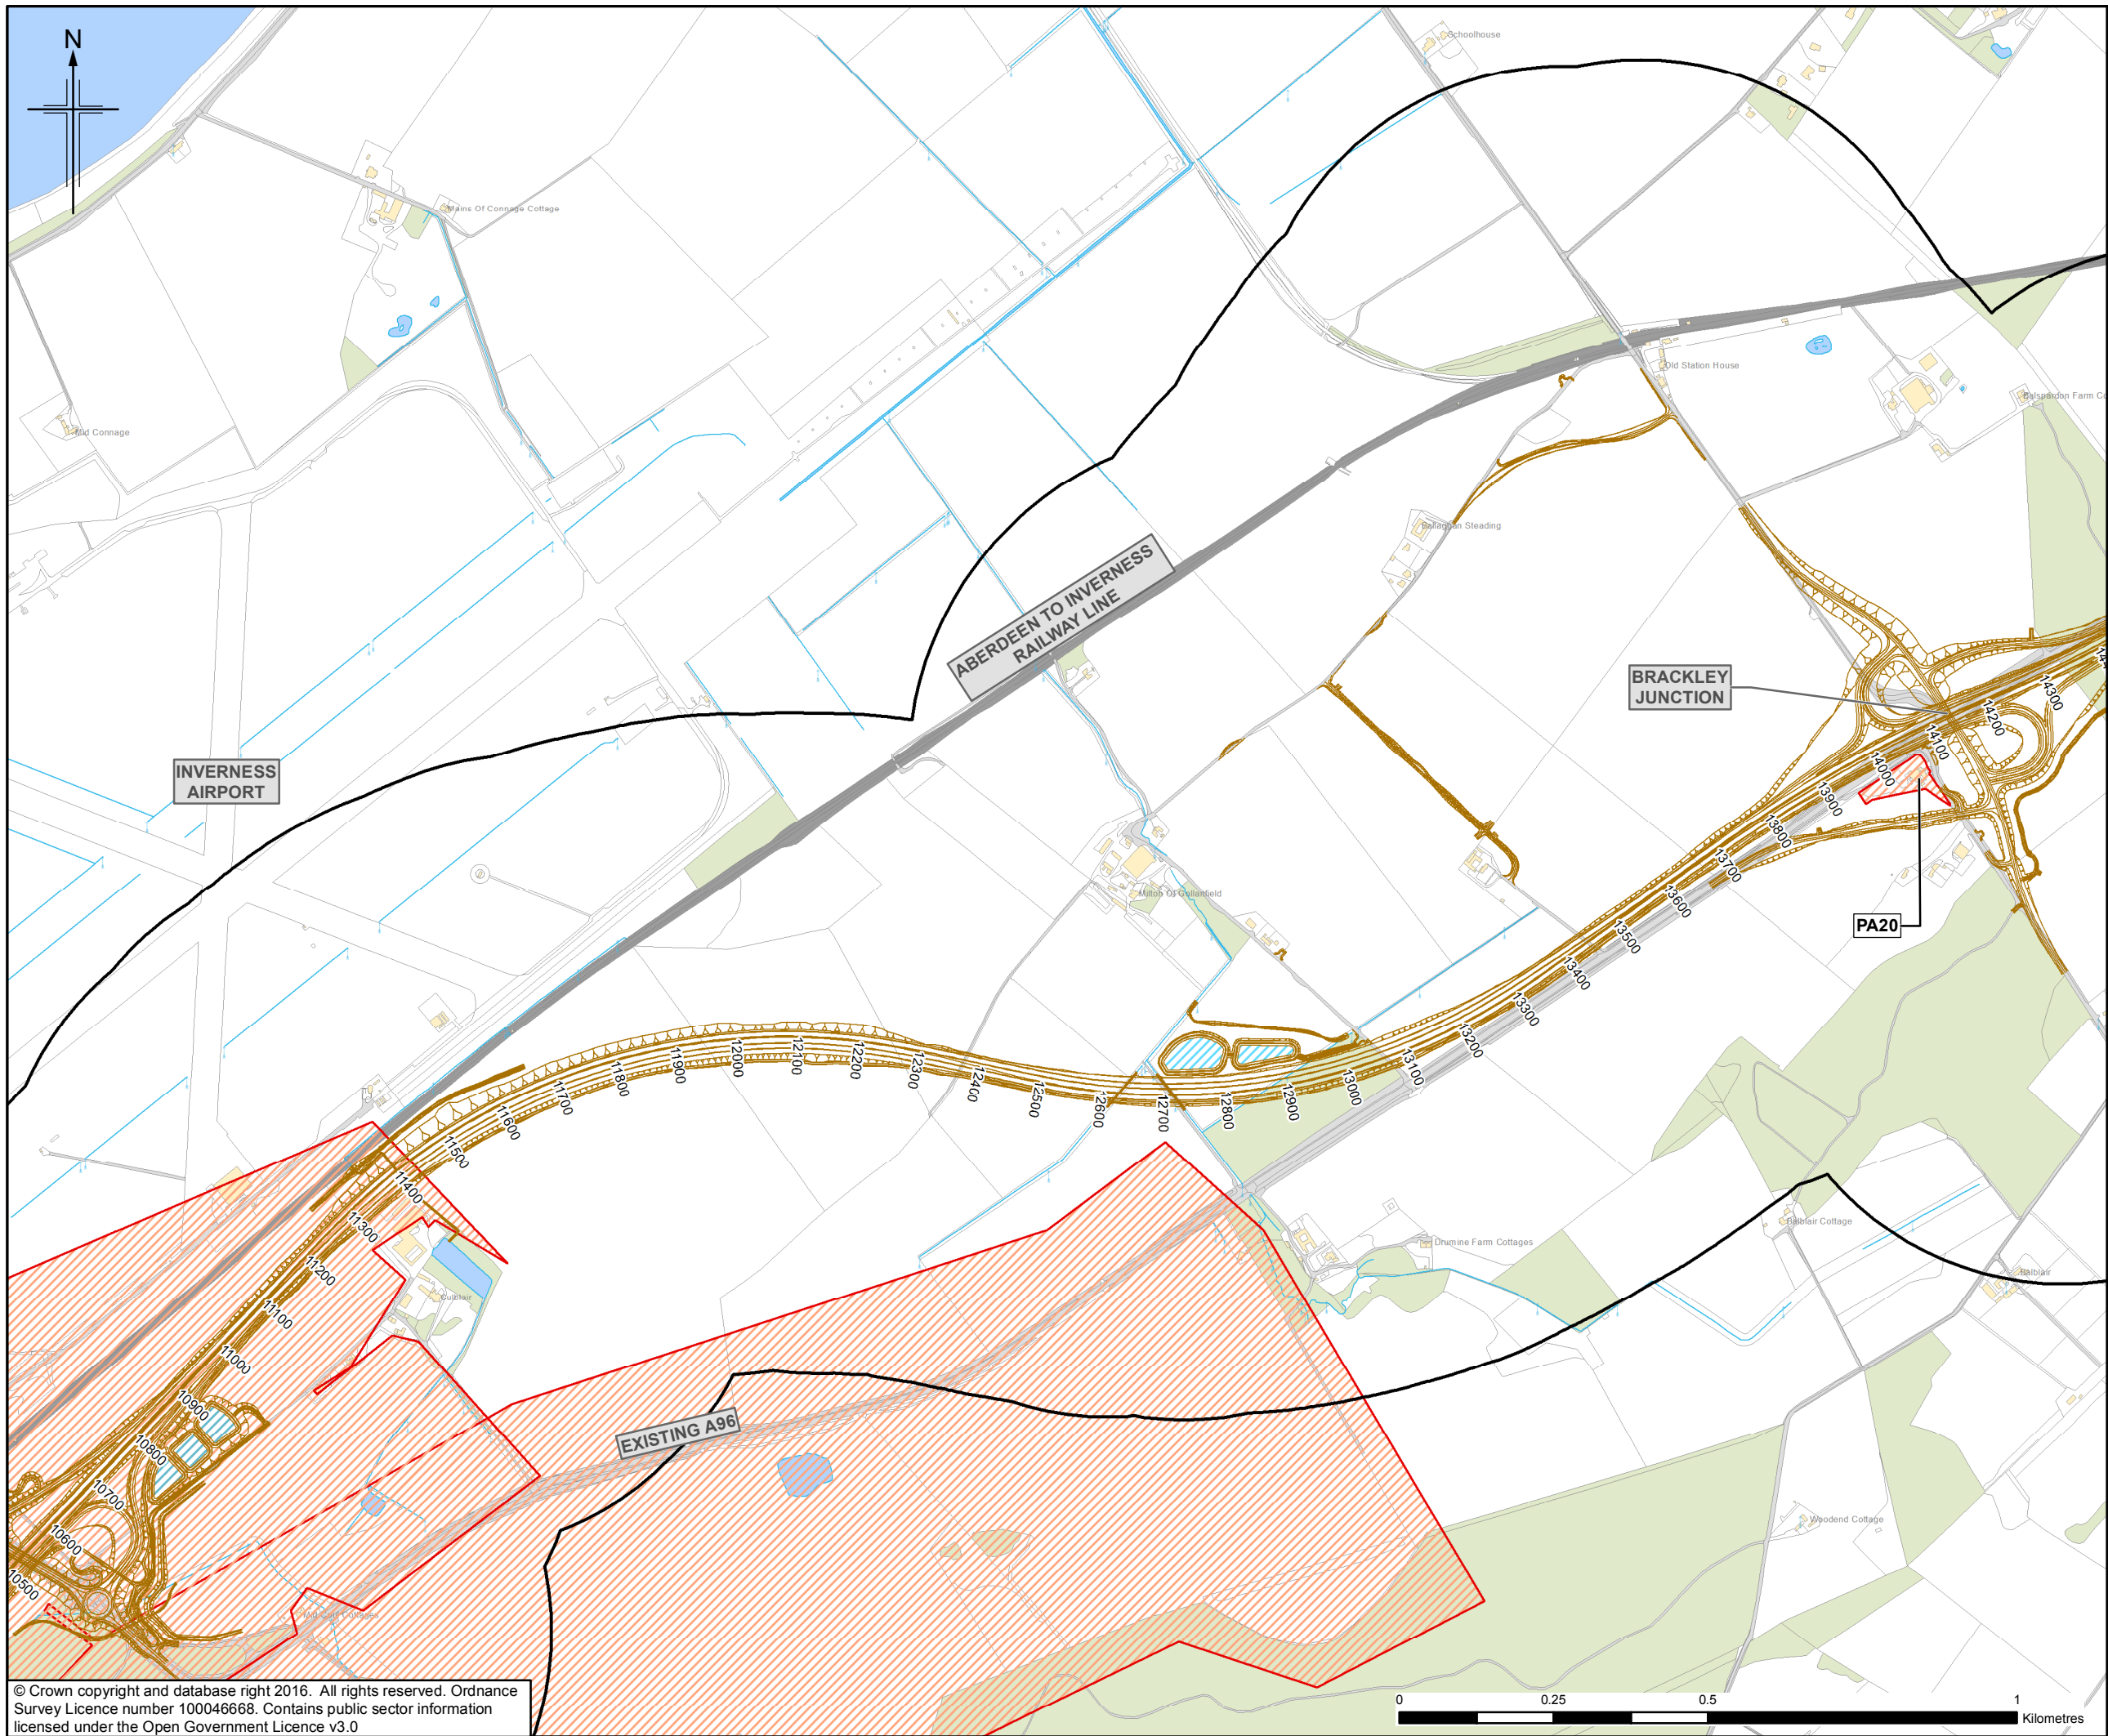 N
Schoolhouse
Mains Of Connage Cottage
Old Station House
Balspardon Farm Co
Mid Connage
Ballaggan Steading
ABERDEEN TO INVERNESS
RAILWAY LINE
BRACKLEY
JUNCTION
INVERNESS
AIRPORT
14300
14200
14100
14000
13900
13800
13700
13600
13500
13400
13300
13200
13100
13000
12900
12800
12700
12600
12500
12400
12300
12200
12100
12000
11900
11800
11700
11600
11500
11400
11300
11200
11100
11000
10900
10800
10700
10600
10500
PA20
Milton Of Gollanfield
Balblair Cottage
Drumine Farm Cottages
Balblair
Culblair
EXISTING A96
Woodend Cottage
Mid Coul Cottages
© Crown copyright and database right 2016. All rights reserved. Ordnance
Survey Licence number 100046668. Contains public sector information
licensed under the Open Government Licence v3.0
0 0.25 0.5 1
Kilometres